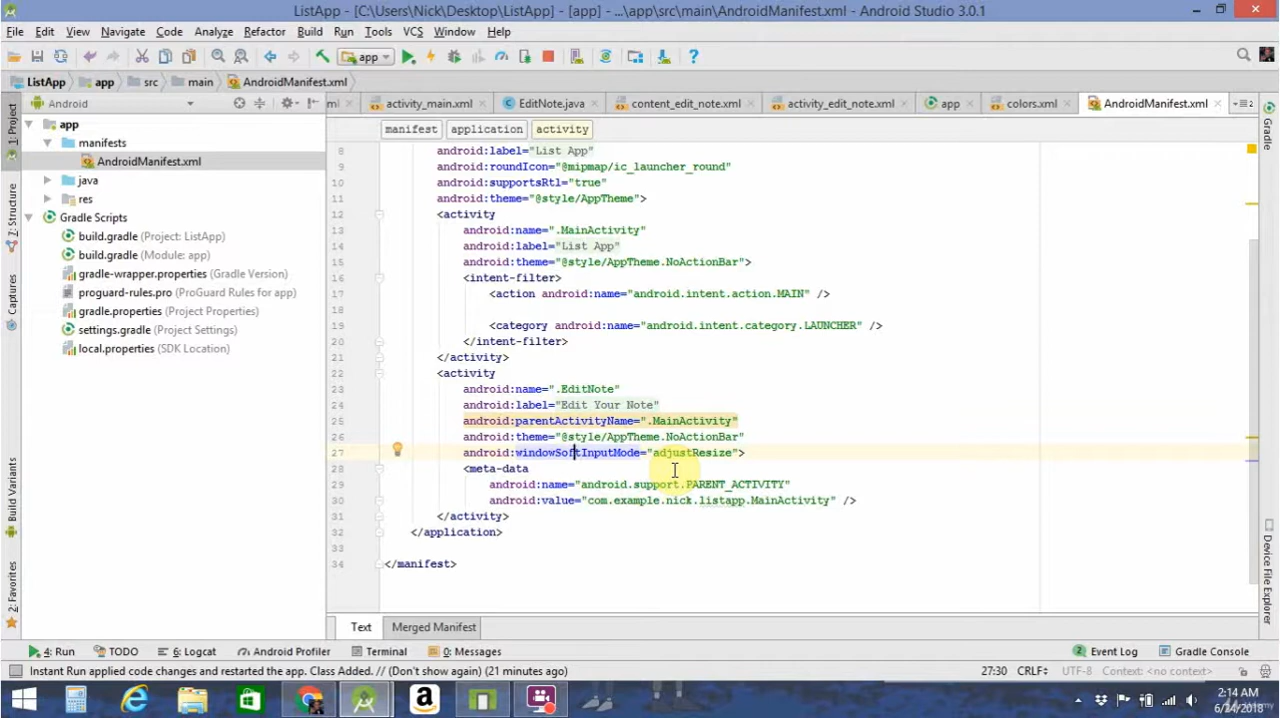 ListApp - [C:\Users\Nick\Desktop\ListApp] - [app] - ...\app\src\main\AndroidManifest.xml - Android Studio 3.0.1
File Edit View Navigate Code Analyze Refactor Build Run Tools VCS Window Help
app
ListApp app src main AndroidManifest.xml
Android
ml activity_main.xml EditNote.java content_edit_note.xml activity_edit_note.xml app colors.xml AndroidManifest.xml
manifest application activity
1: Project
Z: Structure
Captures
Build Variants
2: Favorites
app
manifests
AndroidManifest.xml
java
res
Gradle Scripts
build.gradle (Project: ListApp)
build.gradle (Module: app)
gradle-wrapper.properties (Gradle Version)
proguard-rules.pro (ProGuard Rules for app)
gradle.properties (Project Properties)
settings.gradle (Project Settings)
local.properties (SDK Location)
8 android:label="List App"
9 android:roundIcon="@mipmap/ic_launcher_round"
10 android:supportsRtl="true"
11 android:theme="@style/AppTheme">
12 <activity
13 android:name=".MainActivity"
14 android:label="List App"
15 android:theme="@style/AppTheme.NoActionBar">
16 <intent-filter>
17 <action android:name="android.intent.action.MAIN" />
18
19 <category android:name="android.intent.category.LAUNCHER" />
20 </intent-filter>
21 </activity>
22 <activity
23 android:name=".EditNote"
24 android:label="Edit Your Note"
25 android:parentActivityName=".MainActivity"
26 android:theme="@style/AppTheme.NoActionBar"
27 android:windowSoftInputMode="adjustResize">
28 <meta-data
29 android:name="android.support.PARENT_ACTIVITY"
30 android:value="com.example.nick.listapp.MainActivity" />
31 </activity>
32 </application>
33
34 </manifest>
Gradle
Device File Explorer
Text Merged Manifest
4: Run TODO 6: Logcat Android Profiler Terminal 0: Messages Event Log Gradle Console
Instant Run applied code changes and restarted the app. Class Added. // (Don't show again) (21 minutes ago) 27:30 CRLF÷ UTF-8 Context: <no context>
2:14 AM
6/24/2018